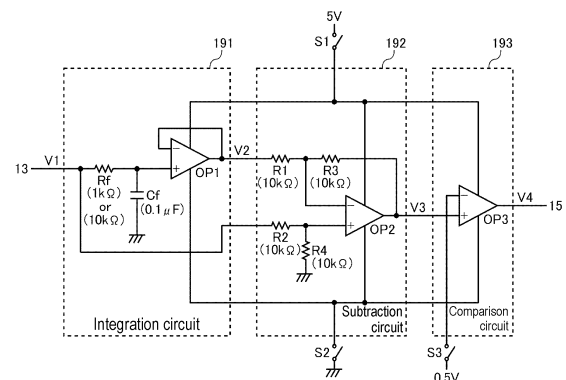 5V
S1
191
192
193
13
V1
Rf
(1kΩ)
or
(10kΩ)
Cf
(0.1μF)
−
+
OP1
V2
R1
(10kΩ)
R3
(10kΩ)
R2
(10kΩ)
R4
(10kΩ)
−
+
OP2
V3
−
+
OP3
V4
15
Integration circuit
Subtraction
circuit
Comparison
circuit
S2
S3
0.5V